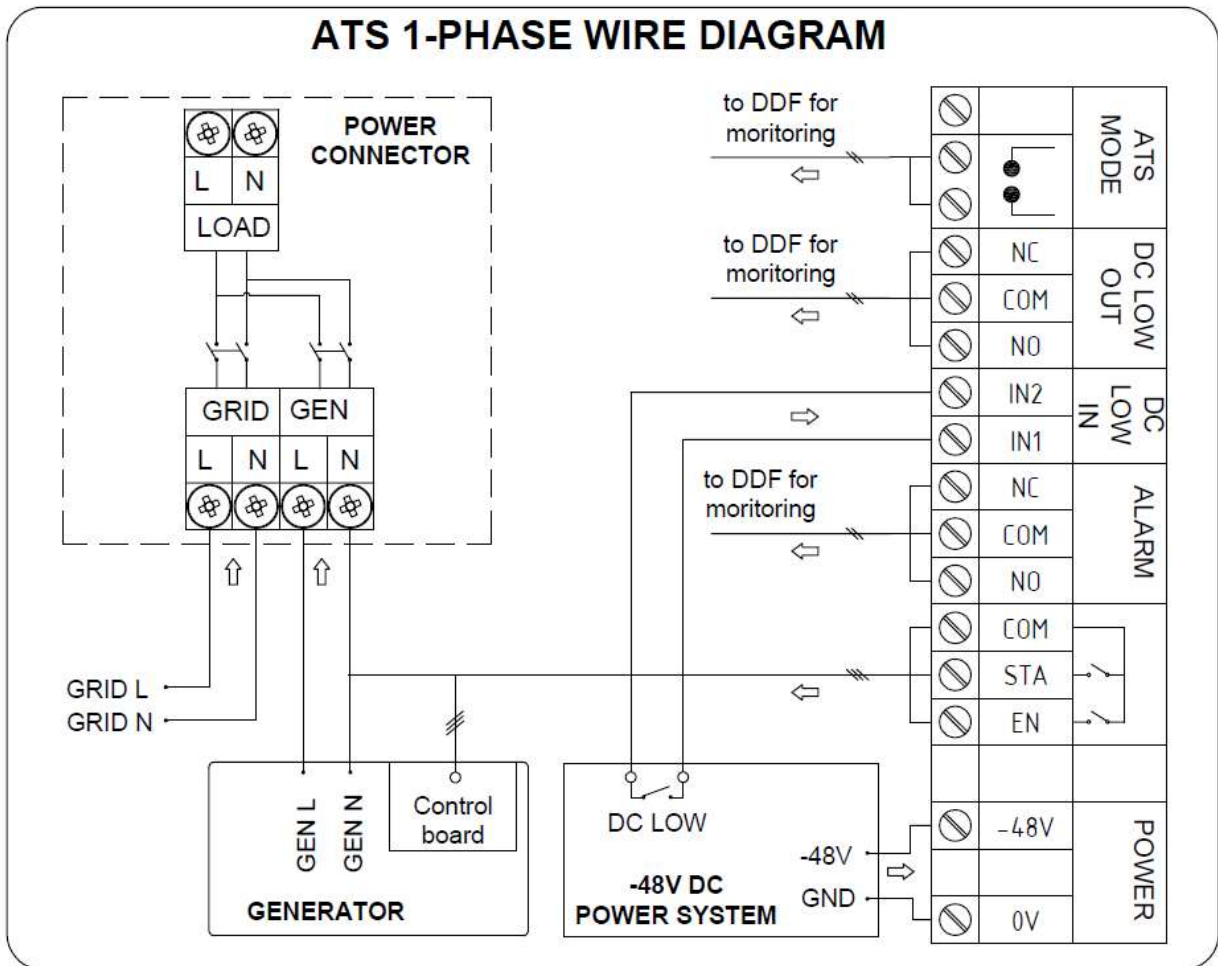 ATS 1-PHASE WIRE DIAGRAM
POWER
CONNECTOR
L N
LOAD
GRID GEN
L N L N
GRID L
GRID N
GEN L
GEN N
Control
board
GENERATOR
to DDF for
moritoring
to DDF for
moritoring
to DDF for
moritoring
DC LOW
-48V
GND
-48V DC
POWER SYSTEM
ATS
MODE
NC
COM
NO
DC LOW
OUT
IN2
IN1
DC
LOW
IN
NC
COM
NO
ALARM
COM
STA
EN
-48V
0V
POWER